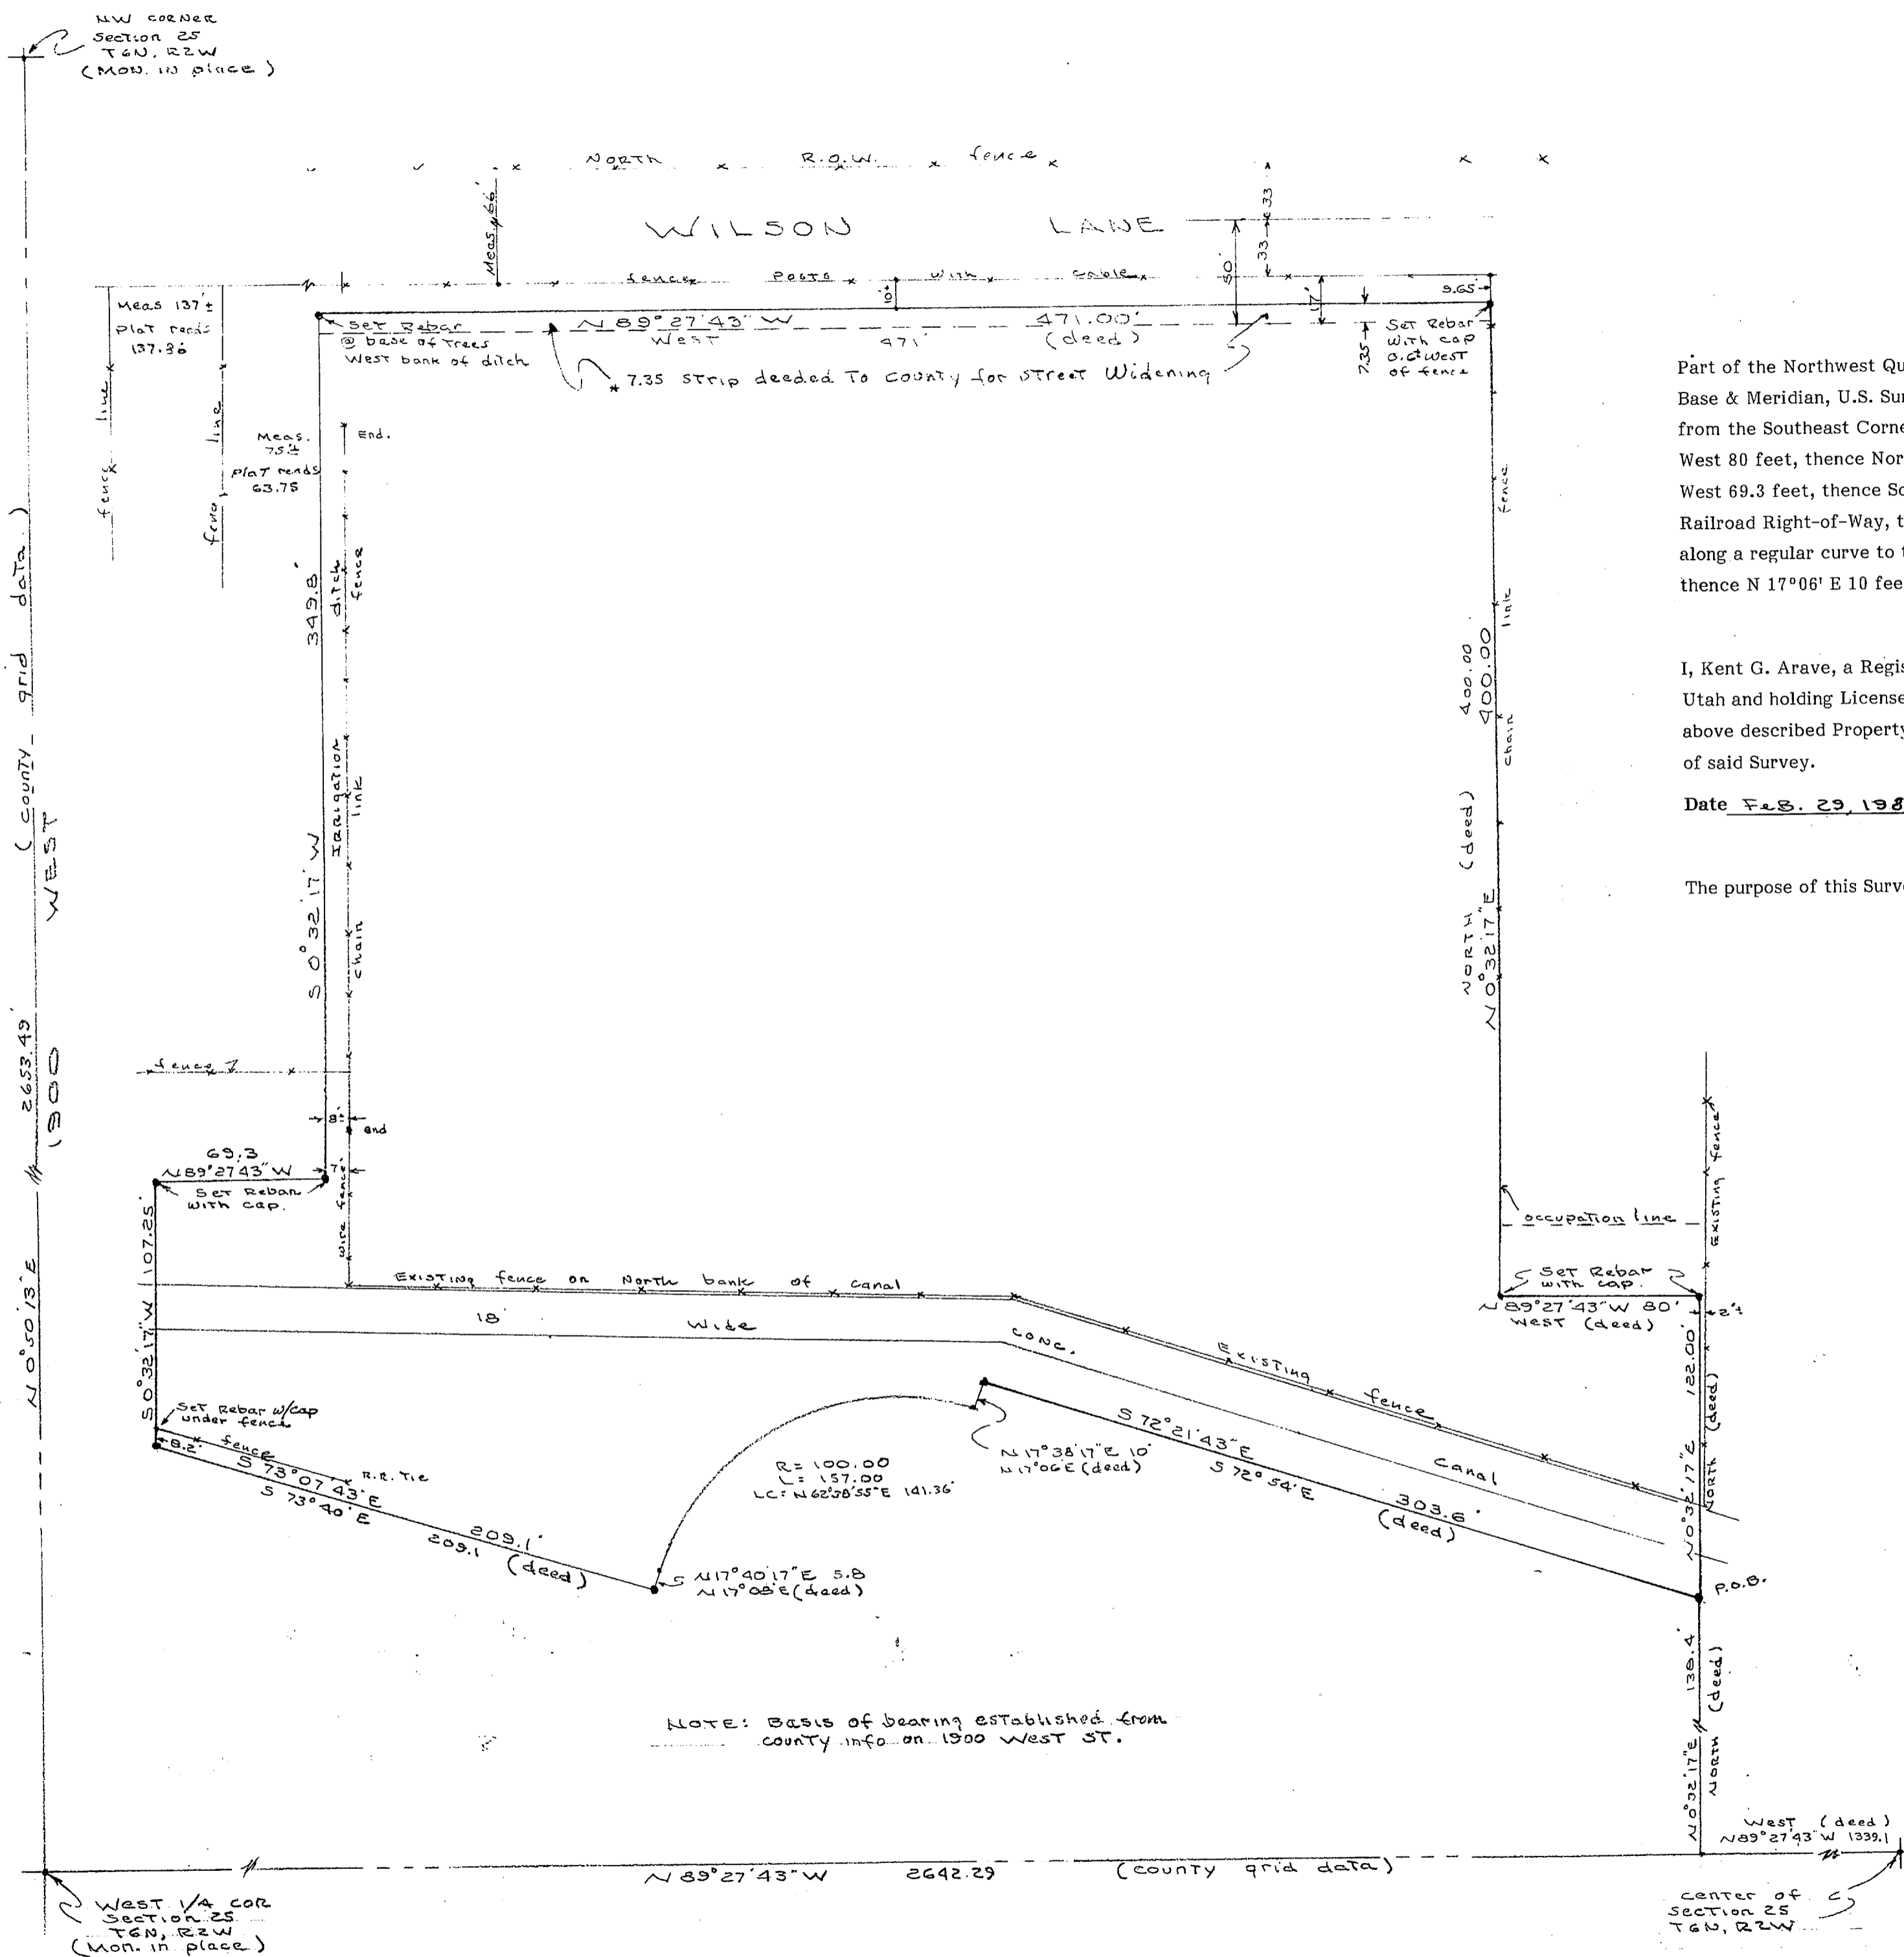 NW CORNER
Section 25
T6N, R2W
(MON. IN place)
NORTH R.O.W. fence
Meas. 66'
WILSON LANE
33
33
50'
17'
fence POSTS with cable
10'±
9.65'
Meas 137'±
PLAT reads
137.36
fence line
fence line
Set Rebar
@ base of Trees
West bank of ditch
N 89°27'43" W 471.00'
West 471' (deed)
7.35
Set Rebar
with cap
0.6'± West
of fence
* 7.35 Strip deeded To county for street Widening
Meas.
75'±
PLAT reads
63.75
End.
S 0°32'17" W 349.8'
Irrigation ditch
chain link fence
NORTH (deed) 400.00
N 0°32'17" E 400.00
chain link fence
Part of the Northwest Qu
Base & Meridian, U.S. Sur
from the Southeast Corne
West 80 feet, thence Nor
West 69.3 feet, thence So
Railroad Right-of-Way, t
along a regular curve to t
thence N 17°06' E 10 fee
I, Kent G. Arave, a Regis
Utah and holding License
above described Property
of said Survey.
Date Feb. 29, 198
The purpose of this Surve
N 0°50'13" E 2653.49' (county grid data)
1900 WEST
fence
8'±
end
7'±
wire fence
69.3
N 89°27'43" W
Set Rebar
with cap.
S 0°32'17" W 107.25'
Existing fence on North bank of canal
18' Wide conc. canal
Existing fence
occupation line
Existing fence
Set Rebar
with cap.
N 89°27'43" W 80'
West (deed)
2'±
N 0°32'17" E 122.00'
NORTH (deed)
Set Rebar w/cap
under fence
8.2'
fence
R.R. Tie
S 73°07'43" E 209.1'
S 73°40' E 209.1 (deed)
R= 100.00
L= 157.00
LC= N 62°38'55" E 141.36'
N 17°38'17" E 10'
N 17°06' E (deed)
S 72°21'43" E 303.6'
S 72°54' E (deed)
N 17°40'17" E 5.8
N 17°08' E (deed)
P.O.B.
N 0°32'17" E 138.4'
NORTH (deed)
NOTE: Basis of bearing established from
county info on 1900 West ST.
West (deed)
N 89°27'43" W 1339.1
N 89°27'43" W 2642.29 (county grid data)
West 1/4 COR
Section 25
T6N, R2W
(Mon. in place)
center of
Section 25
T6N, R2W